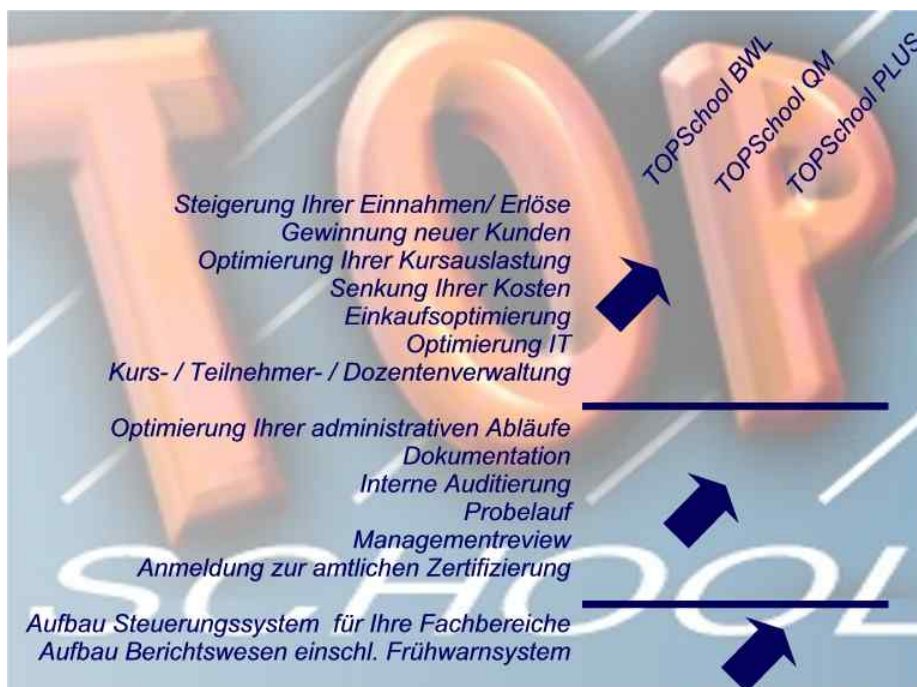 TOP
TOPSchool BWL
TOPSchool QM
TOPSchool PLUS
Steigerung Ihrer Einnahmen/ Erlöse
Gewinnung neuer Kunden
Optimierung Ihrer Kursauslastung
Senkung Ihrer Kosten
Einkaufsoptimierung
Optimierung IT
Kurs- / Teilnehmer- / Dozentenverwaltung
Optimierung Ihrer administrativen Abläufe
Dokumentation
Interne Auditierung
Probelauf
Managementreview
Anmeldung zur amtlichen Zertifizierung
SCHOOL
Aufbau Steuerungssystem für Ihre Fachbereiche
Aufbau Berichtswesen einschl. Frühwarnsystem